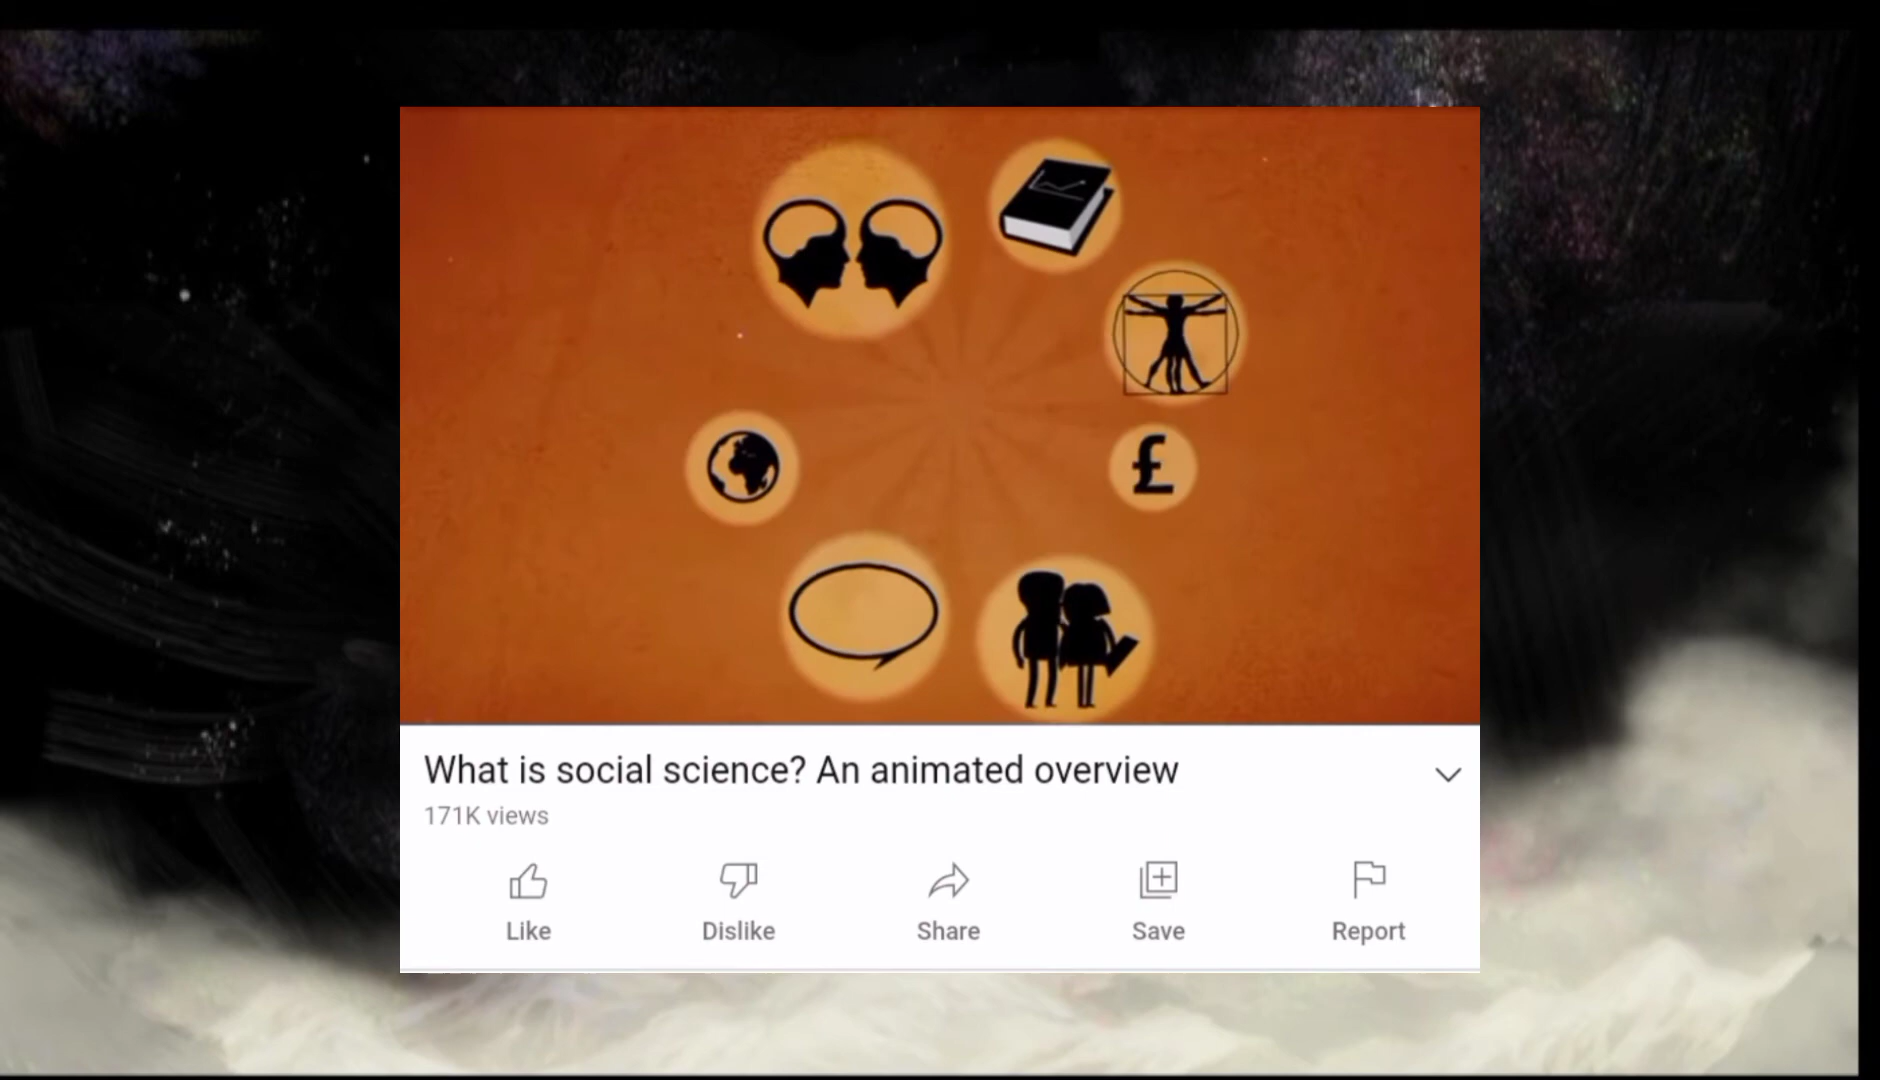 £
What is social science? An animated overview
171K views
Like
Dislike
Share
Save
Report